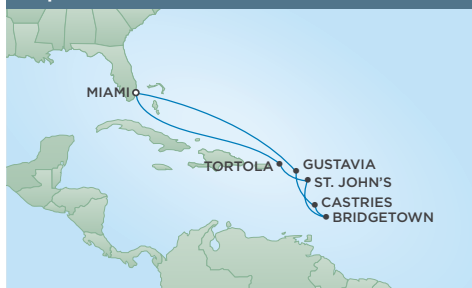 MIAMI
TORTOLA
GUSTAVIA
ST. JOHN'S
CASTRIES
BRIDGETOWN